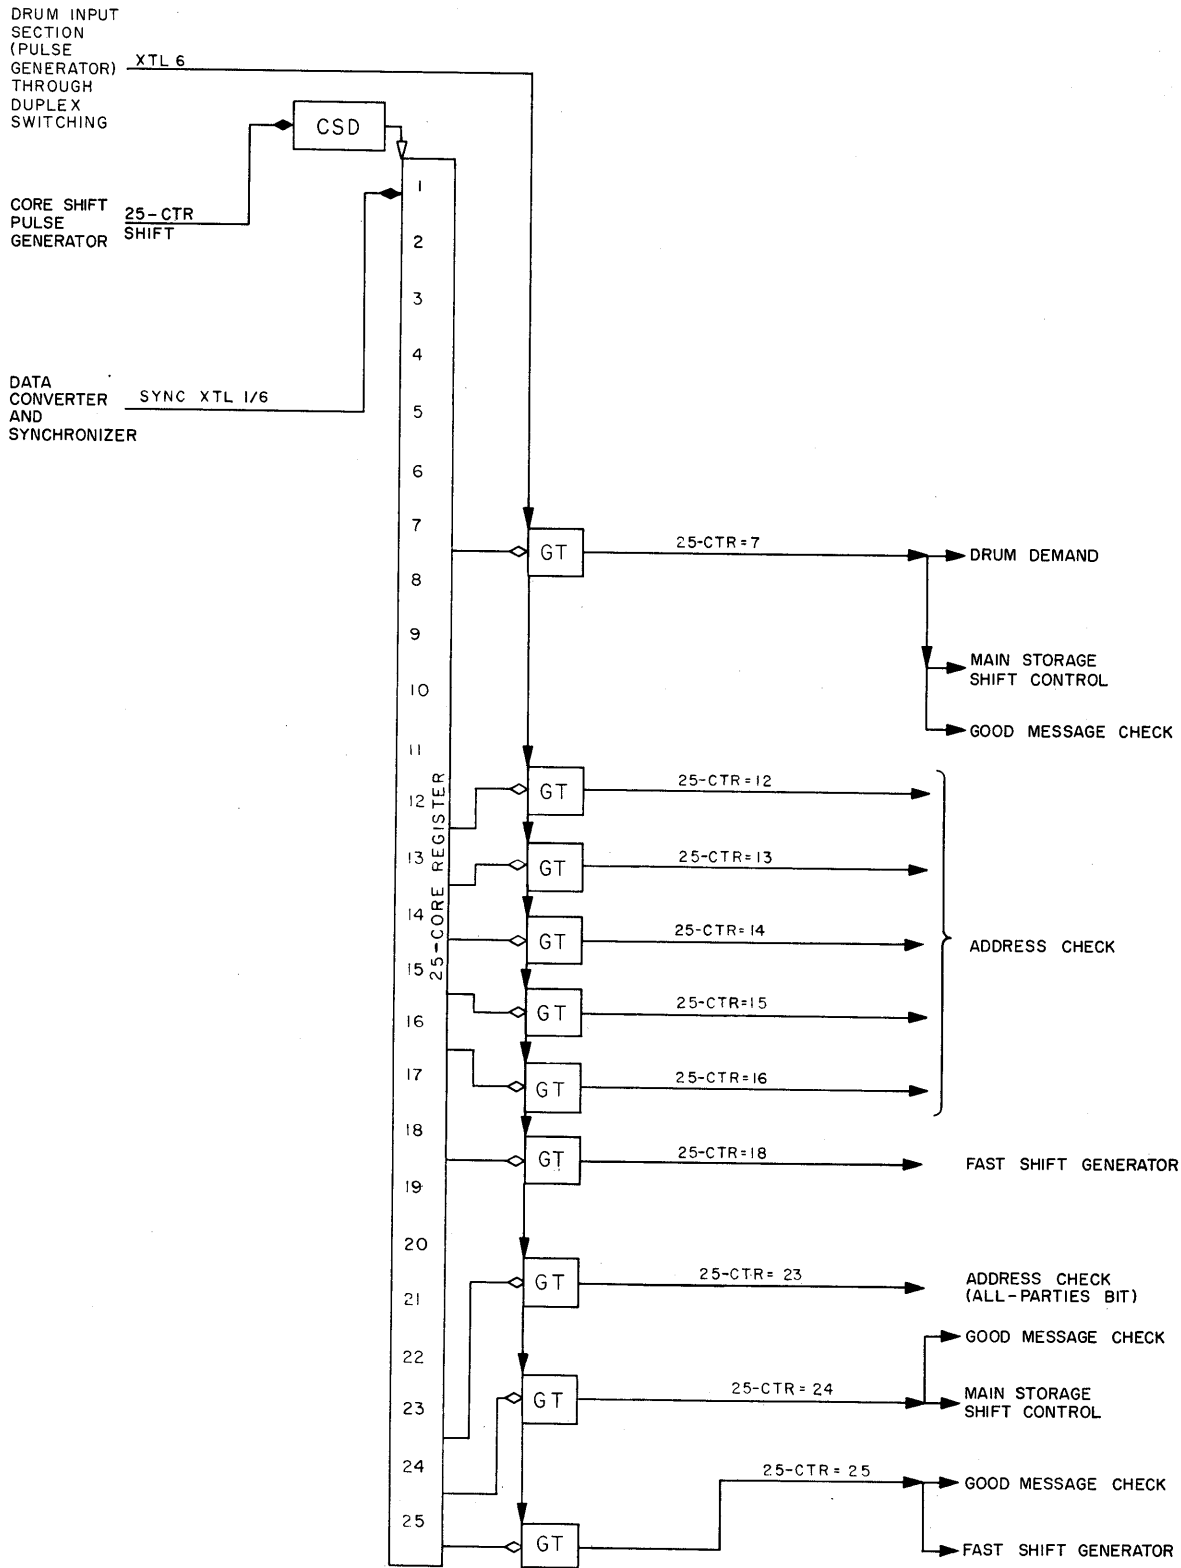 DRUM INPUT
SECTION
(PULSE
GENERATOR)
THROUGH
DUPLEX
SWITCHING
XTL 6
CSD
CORE SHIFT
PULSE
GENERATOR
25-CTR
SHIFT
DATA
CONVERTER
AND
SYNCHRONIZER
SYNC XTL 1/6
1
2
3
4
5
6
7
8
9
10
11
12
13
14
15
16
17
18
19
20
21
22
23
24
25
25-CORE REGISTER
GT
25-CTR=7
DRUM DEMAND
MAIN STORAGE
SHIFT CONTROL
GOOD MESSAGE CHECK
GT
25-CTR=12
GT
25-CTR=13
GT
25-CTR=14
ADDRESS CHECK
GT
25-CTR=15
GT
25-CTR=16
GT
25-CTR=18
FAST SHIFT GENERATOR
GT
25-CTR= 23
ADDRESS CHECK
(ALL-PARTIES BIT)
GOOD MESSAGE CHECK
GT
25-CTR= 24
MAIN STORAGE
SHIFT CONTROL
25-CTR= 25
GOOD MESSAGE CHECK
GT
FAST SHIFT GENERATOR